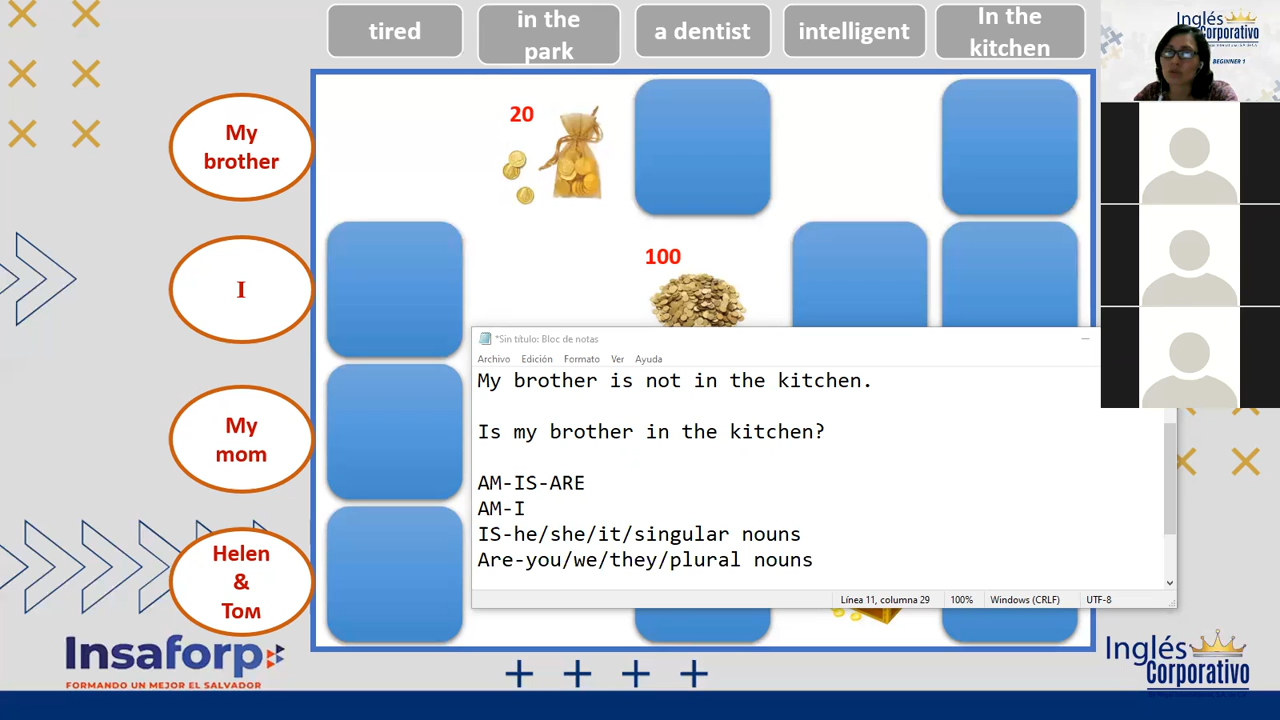 tired
in the
park
a dentist
intelligent
In the
kitchen
Inglés
Corporativo
BEGINNER 1
My
brother
20
I
100
My
mom
Helen
&
Tom
*Sin título: Bloc de notas
Archivo Edición Formato Ver Ayuda
My brother is not in the kitchen.
Is my brother in the kitchen?
AM-IS-ARE
AM-I
IS-he/she/it/singular nouns
Are-you/we/they/plural nouns
Línea 11, columna 29 100% Windows (CRLF) UTF-8
Insaforp
FORMANDO UN MEJOR EL SALVADOR
Inglés
Corporativo